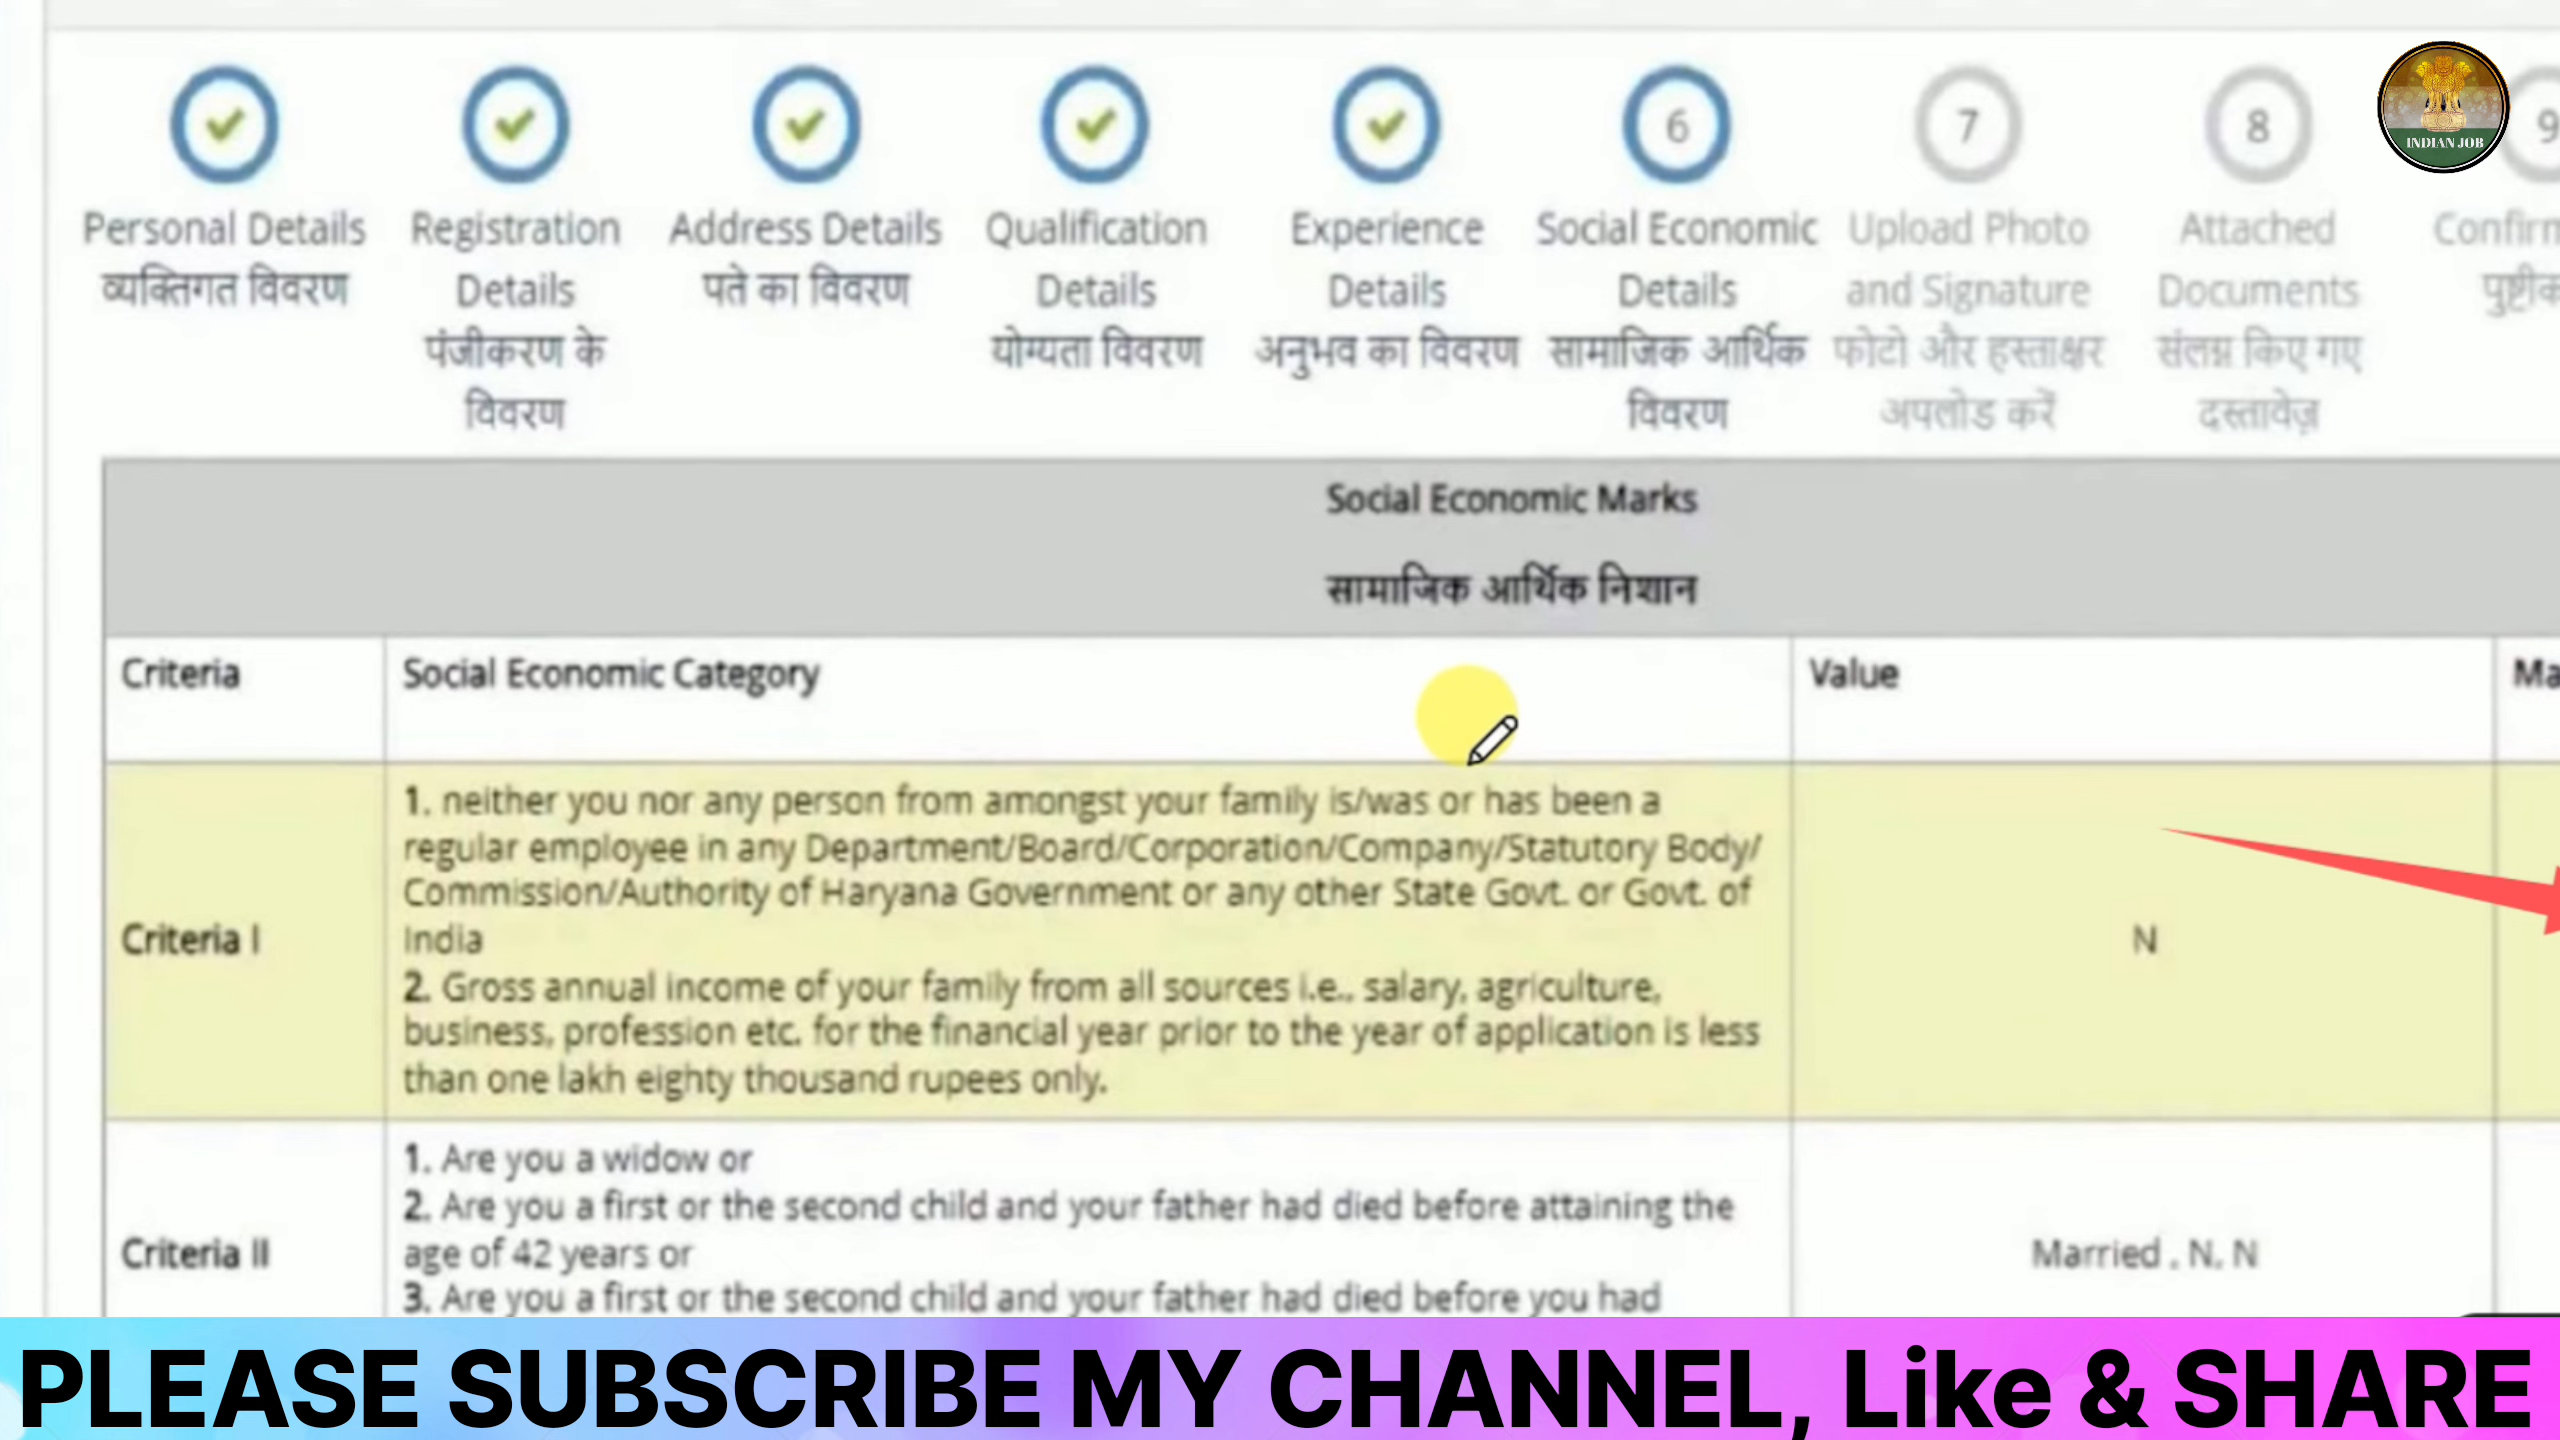 6
7
8
9
INDIAN JOB
Personal Details
व्यक्तिगत विवरण
Registration
Details
पंजीकरण के
विवरण
Address Details
पते का विवरण
Qualification
Details
योग्यता विवरण
Experience
Details
अनुभव का विवरण
Social Economic
Details
सामाजिक आर्थिक
विवरण
Upload Photo
and Signature
फोटो और हस्ताक्षर
अपलोड करें
Attached
Documents
संलग्न किए गए
दस्तावेज़
Social Economic Marks
सामाजिक आर्थिक निशान
Criteria
Social Economic Category
Value
Criteria I
1. neither you nor any person from amongst your family is/was or has been a
regular employee in any Department/Board/Corporation/Company/Statutory Body/
Commission/Authority of Haryana Government or any other State Govt. or Govt. of
India
2. Gross annual income of your family from all sources i.e., salary, agriculture,
business, profession etc. for the financial year prior to the year of application is less
than one lakh eighty thousand rupees only.
N
Criteria II
1. Are you a widow or
2. Are you a first or the second child and your father had died before attaining the
age of 42 years or
3. Are you a first or the second child and your father had died before you had
Married , N, N
PLEASE SUBSCRIBE MY CHANNEL, Like & SHARE